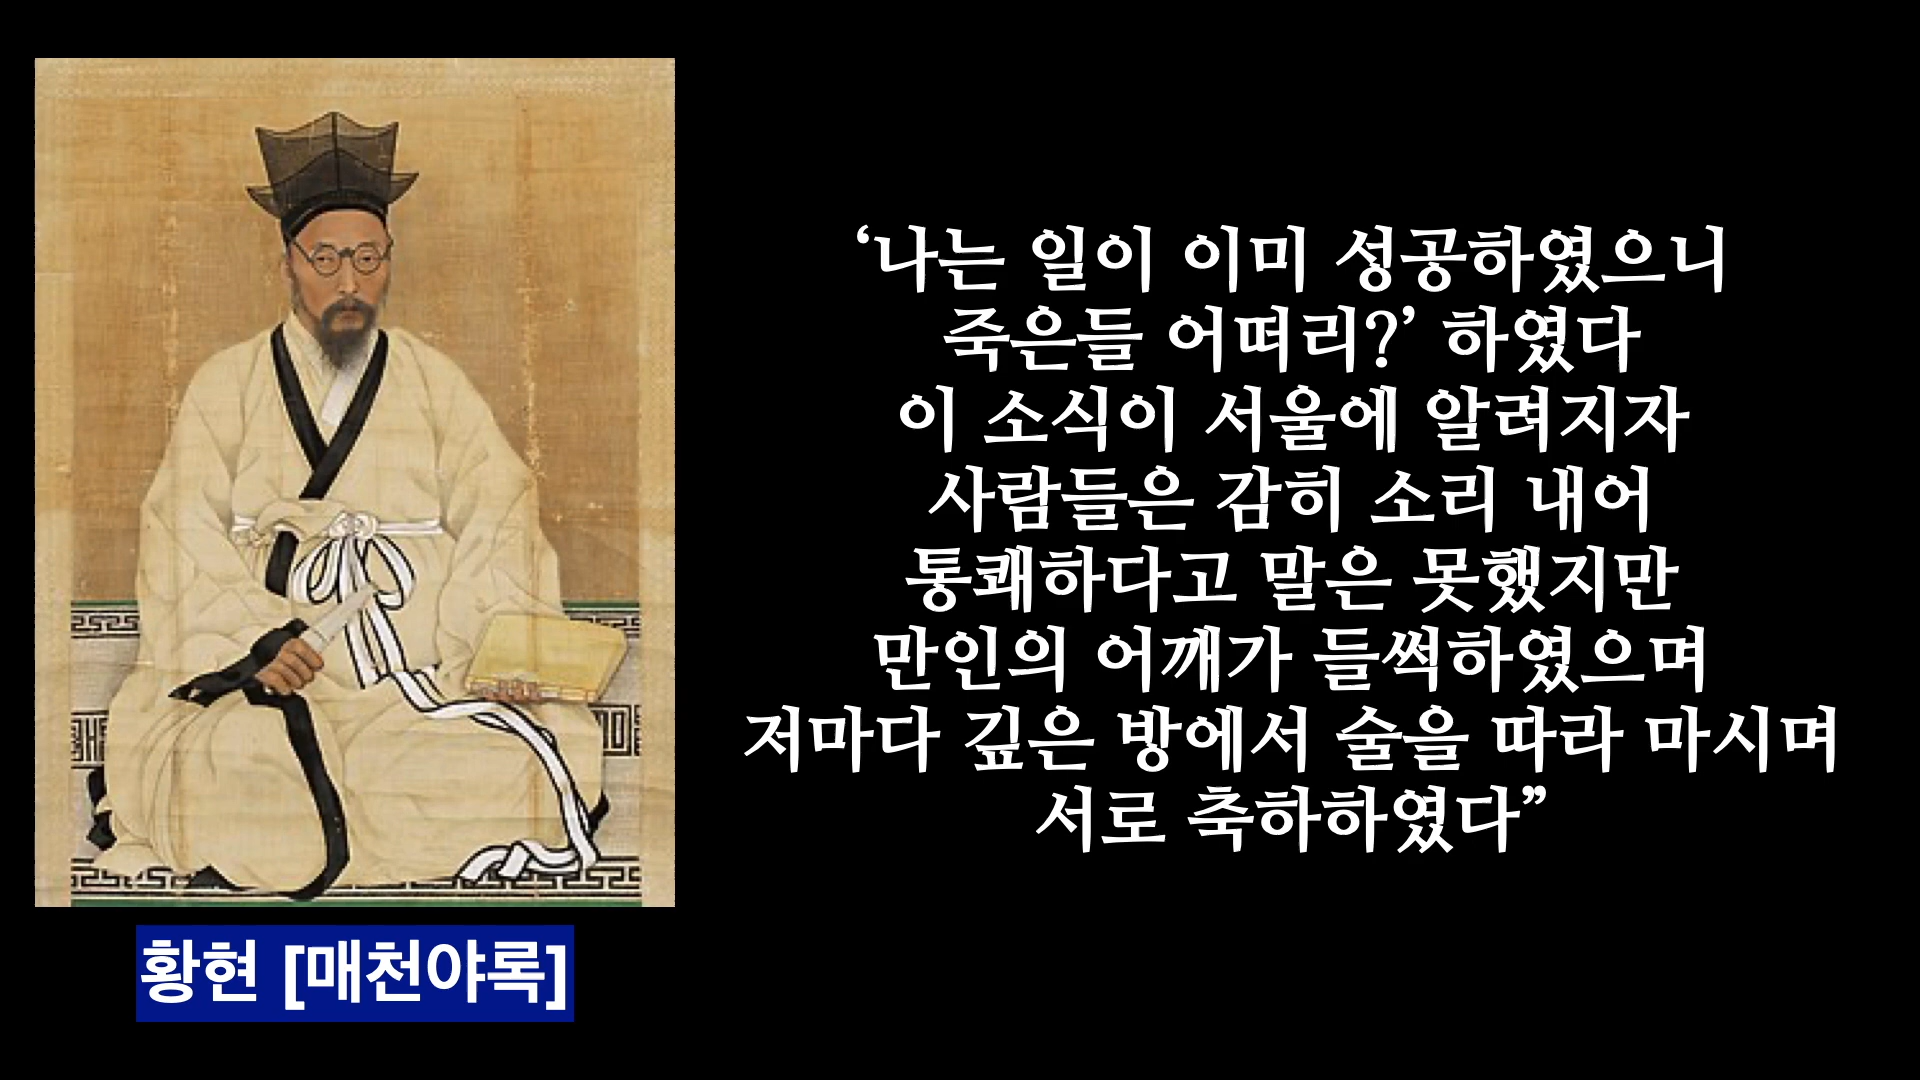 ‘나는 일이 이미 성공하였으니
죽은들 어떠리?’ 하였다
이 소식이 서울에 알려지자
사람들은 감히 소리 내어
통쾌하다고 말은 못했지만
만인의 어깨가 들썩하였으며
저마다 깊은 방에서 술을 따라 마시며
서로 축하하였다”
황현 [매천야록]